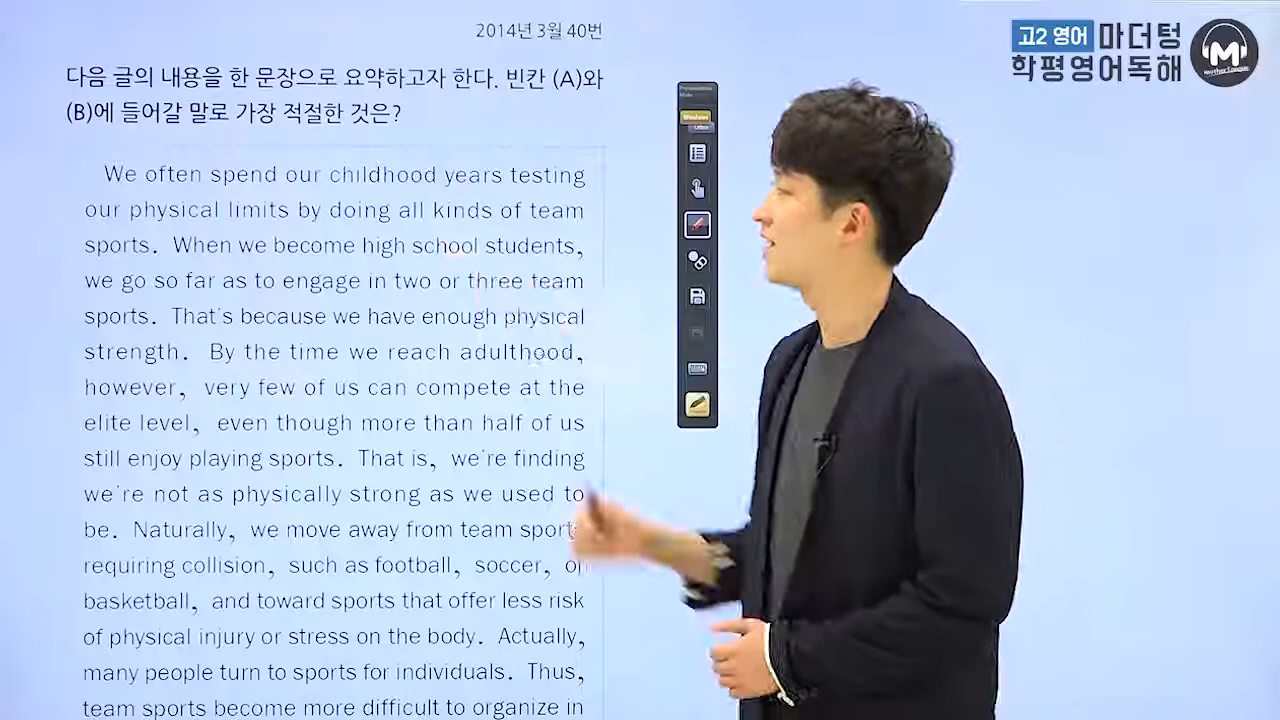 2014년 3월 40번
고2 영어 마더텅
학평영어독해
mother tongue
다음 글의 내용을 한 문장으로 요약하고자 한다. 빈칸 (A)와
(B)에 들어갈 말로 가장 적절한 것은?
We often spend our childhood years testing
our physical limits by doing all kinds of team
sports. When we become high school students,
we go so far as to engage in two or three team
sports. That's because we have enough physical
strength. By the time we reach adulthood,
however, very few of us can compete at the
elite level, even though more than half of us
still enjoy playing sports. That is, we're finding
we're not as physically strong as we used to
be. Naturally, we move away from team sports
requiring collision, such as football, soccer, or
basketball, and toward sports that offer less risk
of physical injury or stress on the body. Actually,
many people turn to sports for individuals. Thus,
team sports become more difficult to organize in
Windows
Office